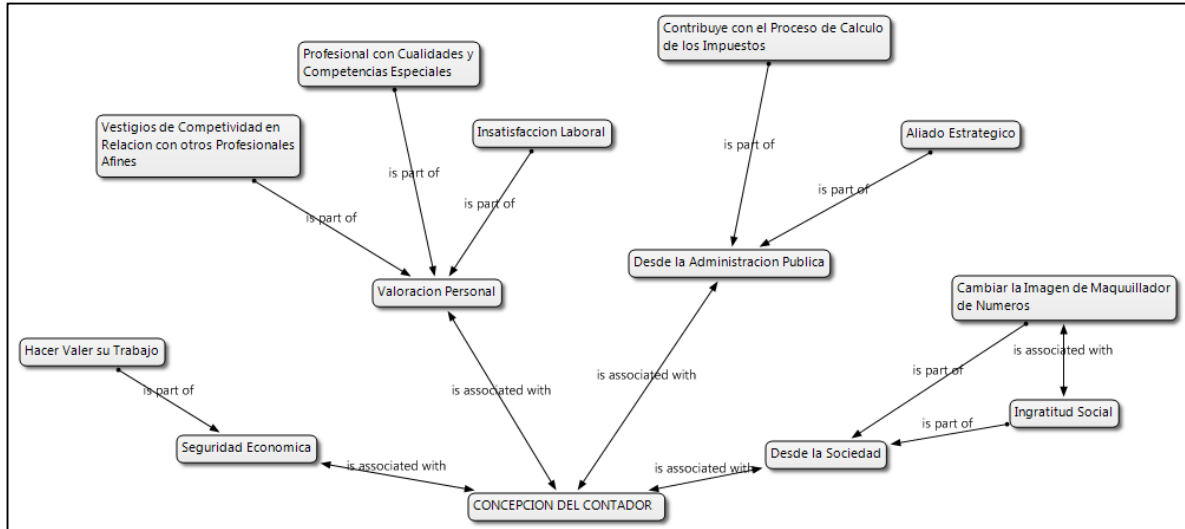 Contribuye con el Proceso de Calculo
de los Impuestos
Profesional con Cualidades y
Competencias Especiales
Vestigios de Competividad en
Relacion con otros Profesionales
Afines
Insatisfaccion Laboral
Aliado Estrategico
is part of
is part of
is part of
is part of
is part of
Desde la Administracion Publica
Valoracion Personal
Cambiar la Imagen de Maquuillador
de Numeros
Hacer Valer su Trabajo
is associated with
is part of
is associated with
is associated with
is part of
Ingratitud Social
is part of
Seguridad Economica
Desde la Sociedad
is associated with
is associated with
CONCEPCION DEL CONTADOR